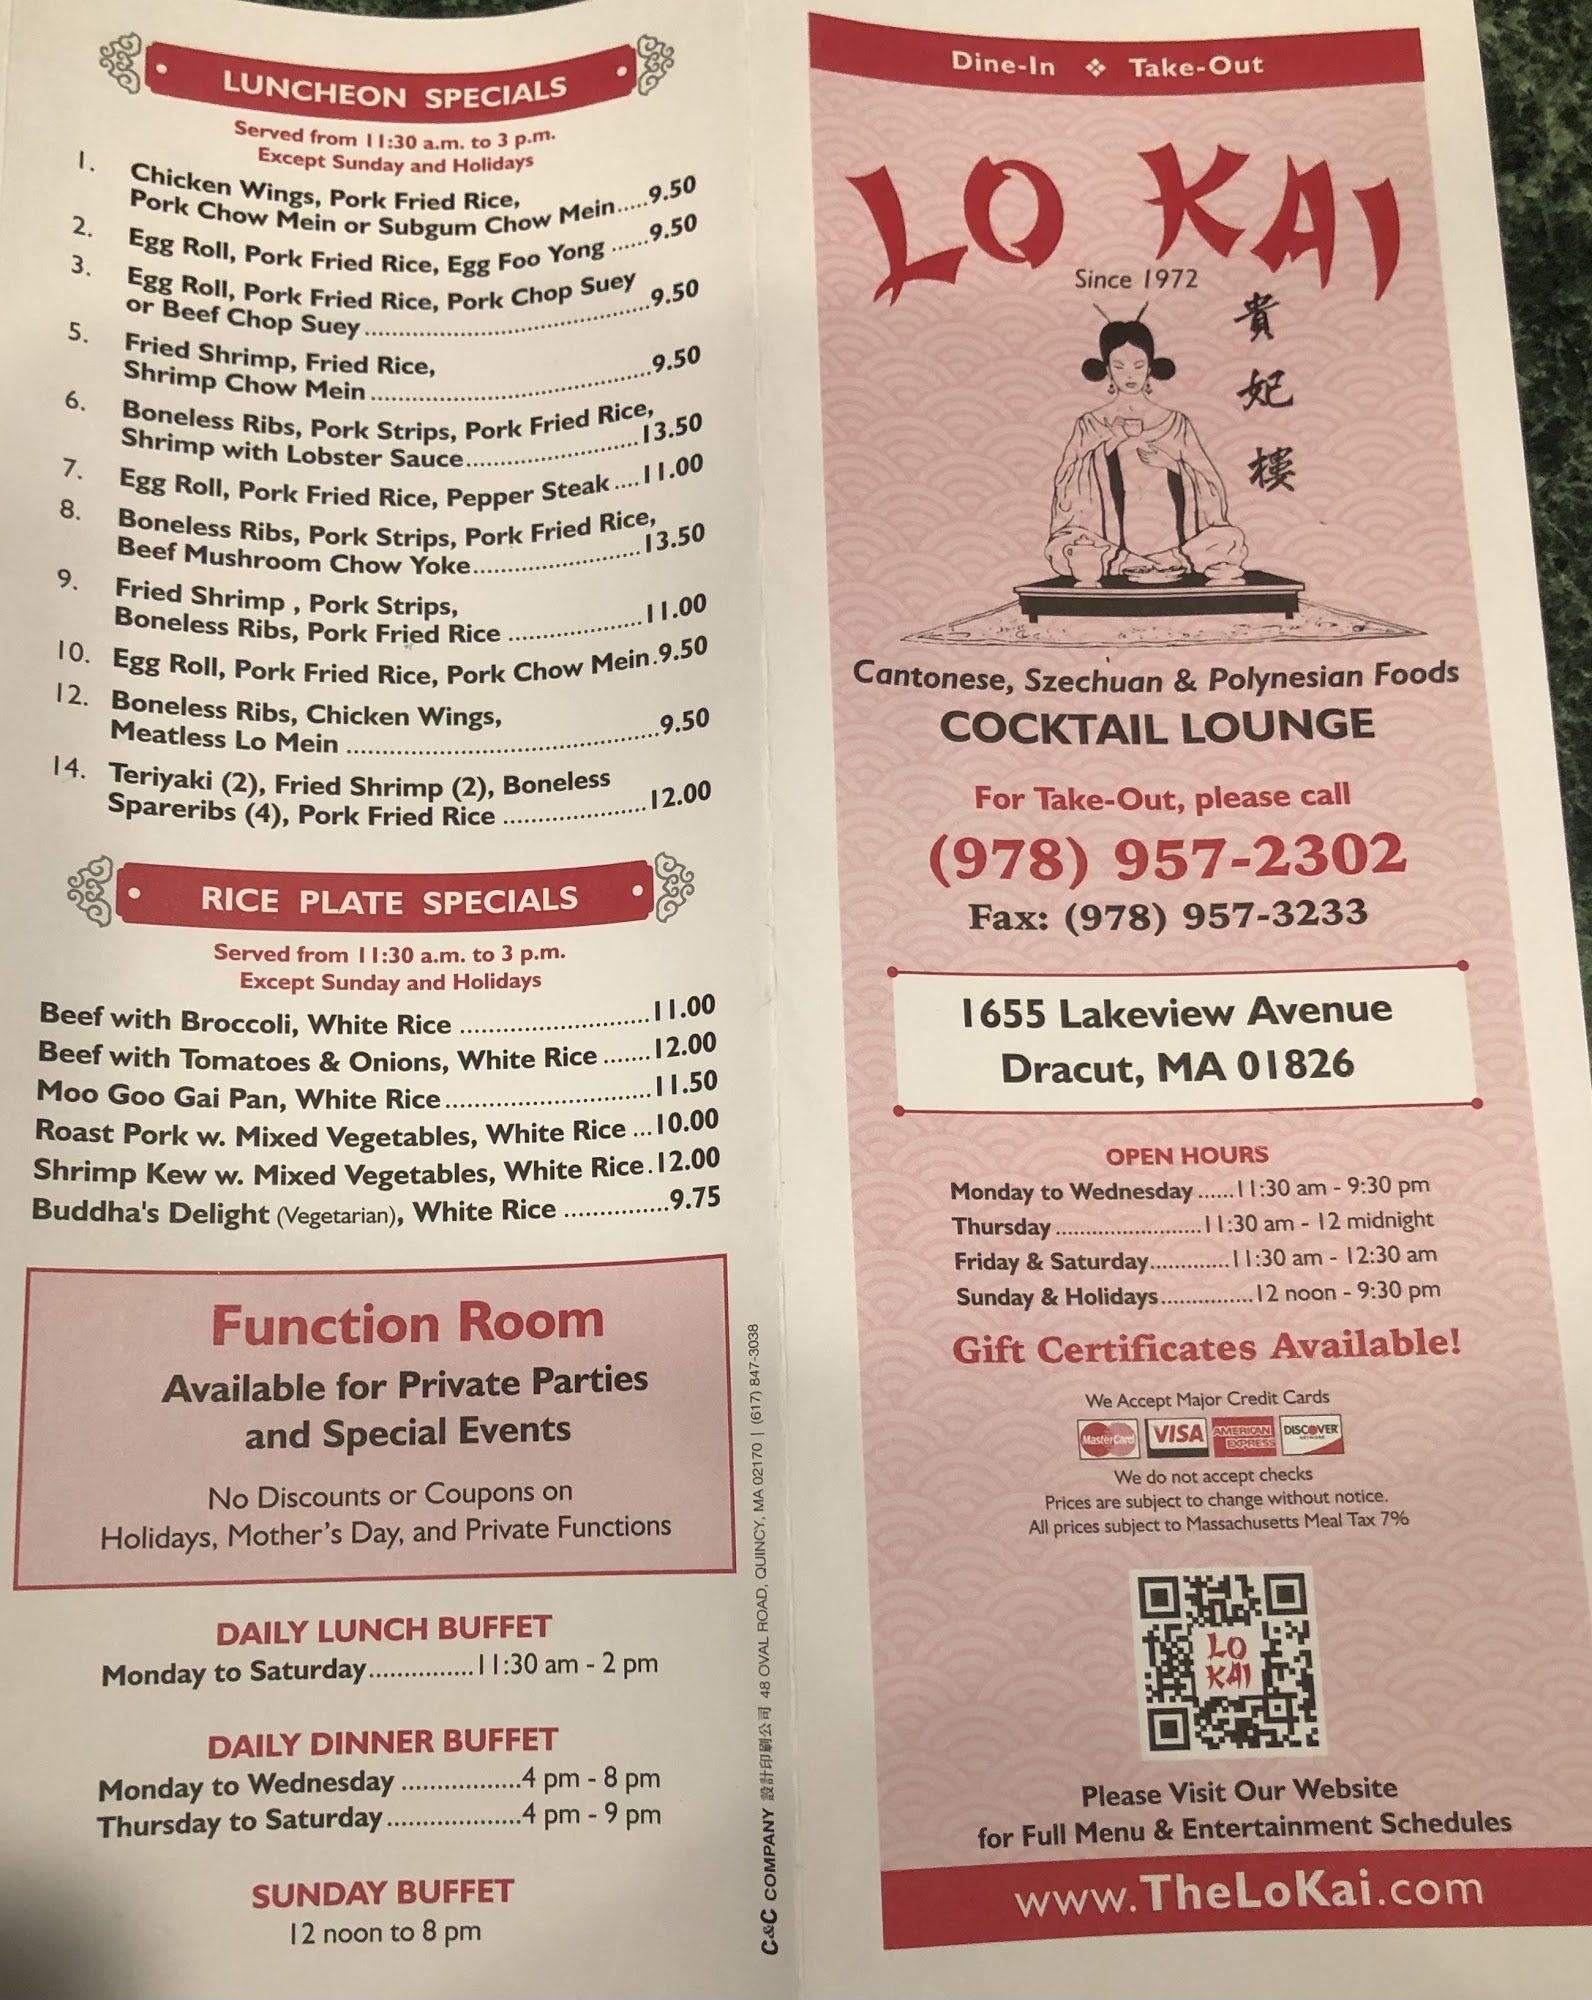 LUNCHEON SPECIALS
Served from 11:30 a.m. to 3 p.m.
Except Sunday and Holidays
1. Chicken Wings, Pork Fried Rice,
Pork Chow Mein or Subgum Chow Mein.....9.50
2. Egg Roll, Pork Fried Rice, Egg Foo Yong ......9.50
3. Egg Roll, Pork Fried Rice, Pork Chop Suey
or Beef Chop Suey.......................................9.50
5. Fried Shrimp, Fried Rice,
Shrimp Chow Mein ......................................9.50
6. Boneless Ribs, Pork Strips, Pork Fried Rice,
Shrimp with Lobster Sauce.......................13.50
7. Egg Roll, Pork Fried Rice, Pepper Steak ....11.00
8. Boneless Ribs, Pork Strips, Pork Fried Rice,
Beef Mushroom Chow Yoke.......................13.50
9. Fried Shrimp , Pork Strips,
Boneless Ribs, Pork Fried Rice ..................11.00
10. Egg Roll, Pork Fried Rice, Pork Chow Mein.9.50
12. Boneless Ribs, Chicken Wings,
Meatless Lo Mein ..........................................9.50
14. Teriyaki (2), Fried Shrimp (2), Boneless
Spareribs (4), Pork Fried Rice ...................12.00
RICE PLATE SPECIALS
Served from 11:30 a.m. to 3 p.m.
Except Sunday and Holidays
Beef with Broccoli, White Rice ...........................11.00
Beef with Tomatoes & Onions, White Rice .......12.00
Moo Goo Gai Pan, White Rice.............................11.50
Roast Pork w. Mixed Vegetables, White Rice ...10.00
Shrimp Kew w. Mixed Vegetables, White Rice.12.00
Buddha's Delight (Vegetarian), White Rice ...............9.75
Function Room
Available for Private Parties
and Special Events
No Discounts or Coupons on
Holidays, Mother's Day, and Private Functions
DAILY LUNCH BUFFET
Monday to Saturday...............11:30 am - 2 pm
DAILY DINNER BUFFET
Monday to Wednesday .................4 pm - 8 pm
Thursday to Saturday...................4 pm - 9 pm
SUNDAY BUFFET
12 noon to 8 pm
C&C COMPANY 設計印刷公司 48 OVAL ROAD, QUINCY, MA 02170 | (617) 847-3038
Dine-In ❖ Take-Out
LO KAI
Since 1972
貴妃樓
Cantonese, Szechuan & Polynesian Foods
COCKTAIL LOUNGE
For Take-Out, please call
(978) 957-2302
Fax: (978) 957-3233
1655 Lakeview Avenue
Dracut, MA 01826
OPEN HOURS
Monday to Wednesday ......11:30 am - 9:30 pm
Thursday ........................11:30 am - 12 midnight
Friday & Saturday.............11:30 am - 12:30 am
Sunday & Holidays...............12 noon - 9:30 pm
Gift Certificates Available!
We Accept Major Credit Cards
MasterCard VISA AMERICAN EXPRESS DISCOVER NETWORK
We do not accept checks
Prices are subject to change without notice.
All prices subject to Massachusetts Meal Tax 7%
LO
KAI
Please Visit Our Website
for Full Menu & Entertainment Schedules
www.TheLoKai.com